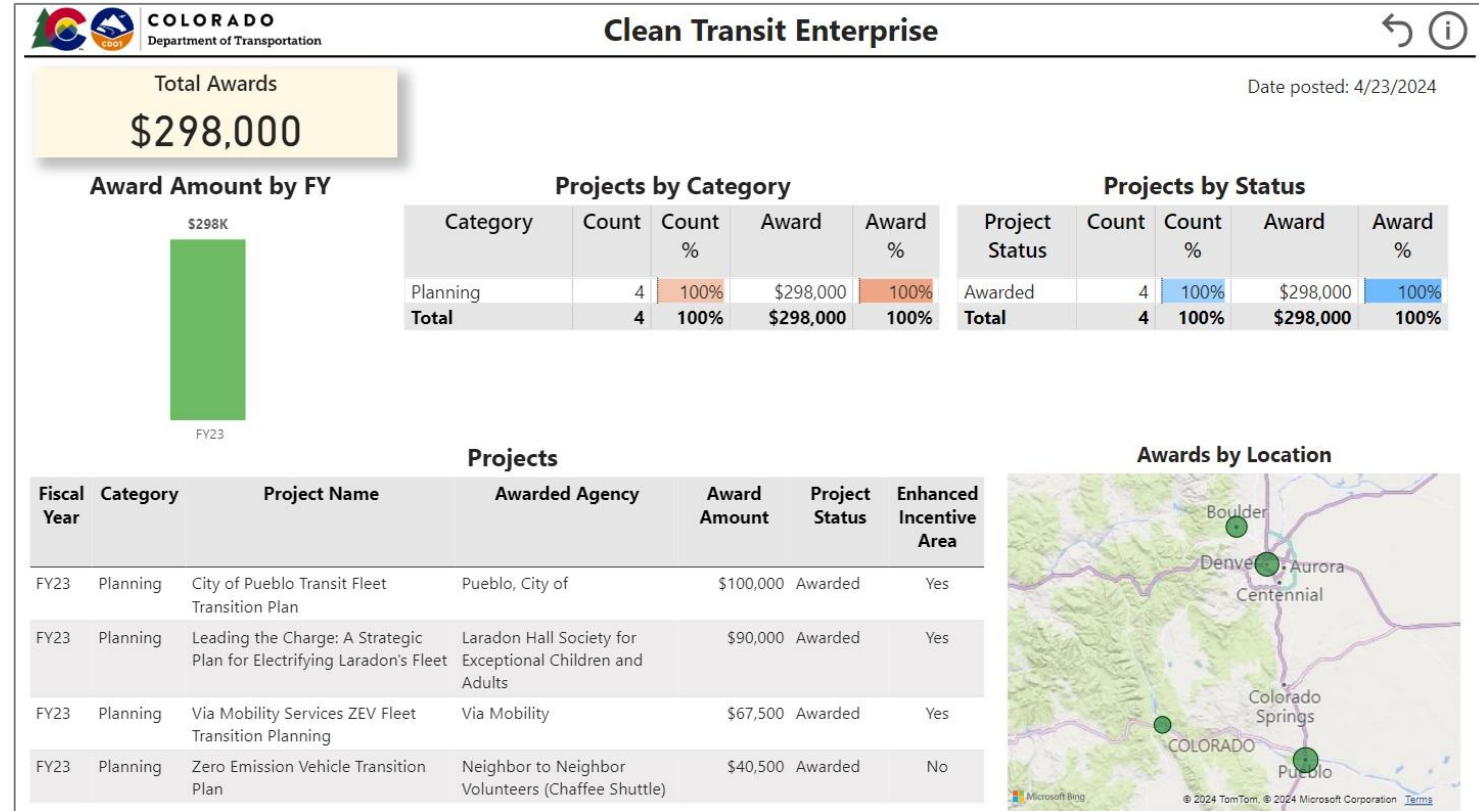 COLORADO
Department of Transportation
CDOT
Clean Transit Enterprise
Total Awards
$298,000
Date posted: 4/23/2024
Award Amount by FY
$298K
FY23
Projects by Category
Category Count Count % Award Award %
Planning 4 100% $298,000 100%
Total 4 100% $298,000 100%
Projects by Status
Project Status Count Count % Award Award %
Awarded 4 100% $298,000 100%
Total 4 100% $298,000 100%
Projects
Fiscal Year Category Project Name Awarded Agency Award Amount Project Status Enhanced Incentive Area
FY23 Planning City of Pueblo Transit Fleet Transition Plan Pueblo, City of $100,000 Awarded Yes
FY23 Planning Leading the Charge: A Strategic Plan for Electrifying Laradon's Fleet Laradon Hall Society for Exceptional Children and Adults $90,000 Awarded Yes
FY23 Planning Via Mobility Services ZEV Fleet Transition Planning Via Mobility $67,500 Awarded Yes
FY23 Planning Zero Emission Vehicle Transition Plan Neighbor to Neighbor Volunteers (Chaffee Shuttle) $40,500 Awarded No
Awards by Location
Boulder
Denver
Aurora
Centennial
Colorado
Springs
COLORADO
Pueblo
Microsoft Bing
© 2024 TomTom, © 2024 Microsoft Corporation Terms